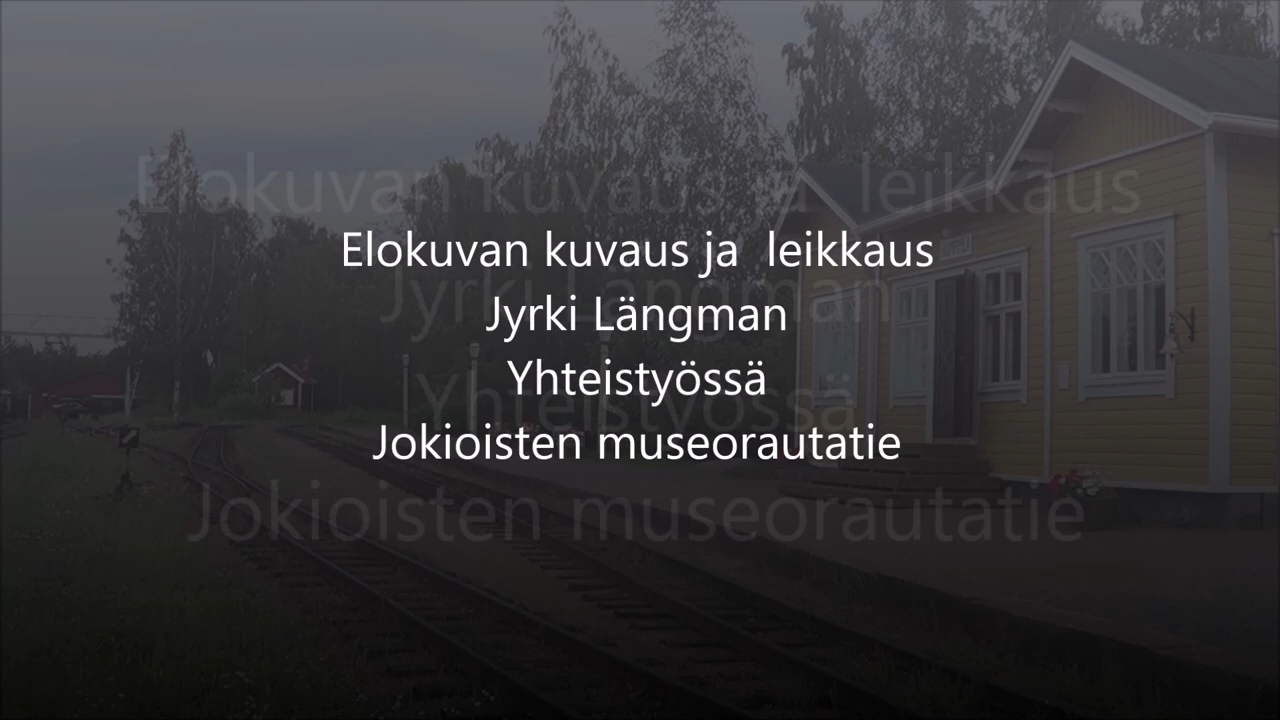 Elokuvan kuvaus ja  leikkaus
Jyrki Längman
Yhteistyössä
Jokioisten museorautatie